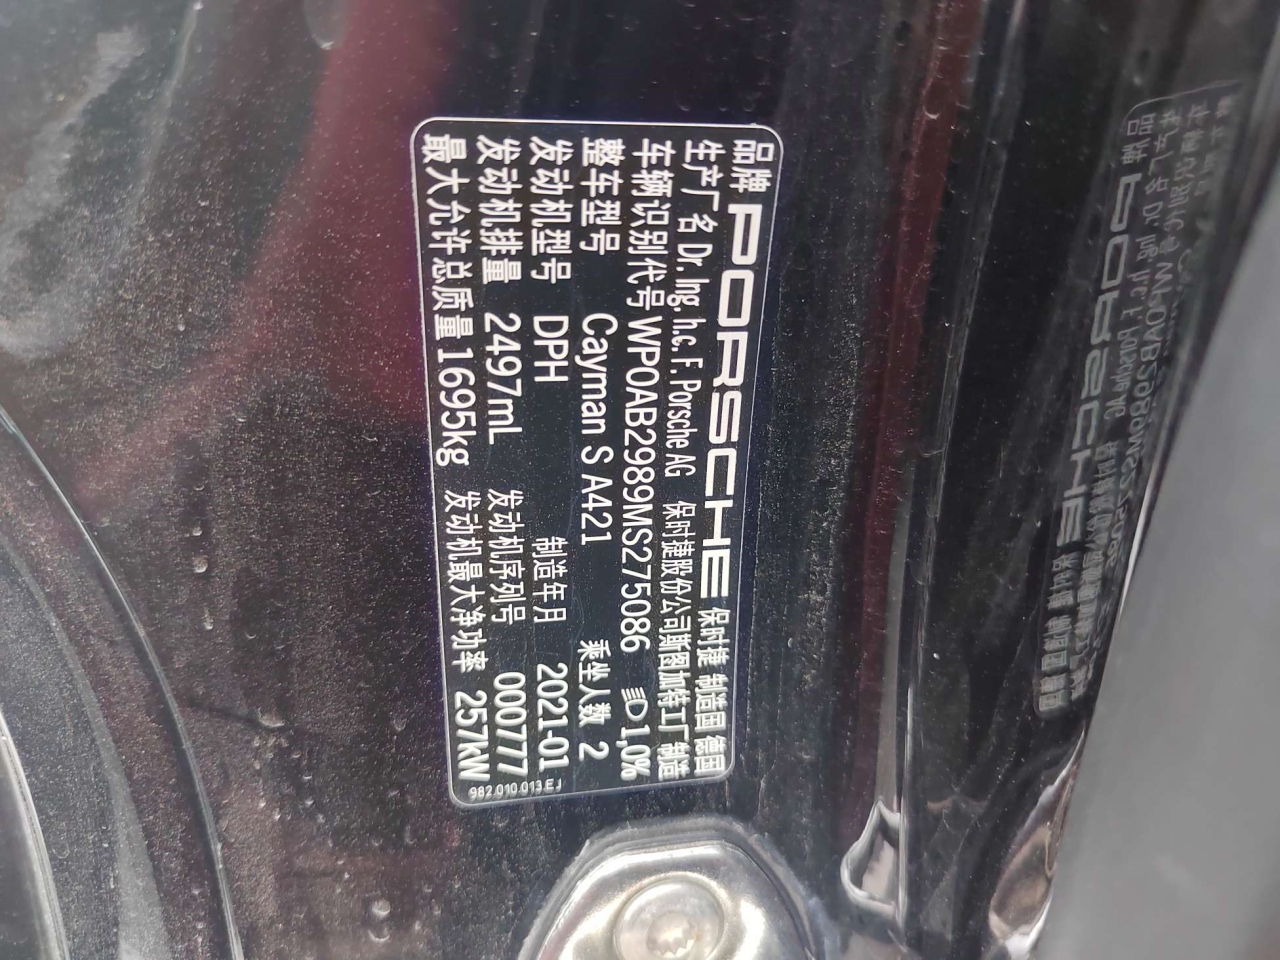 品牌 PORSCHE 保时捷 制造国 德国
生产厂名 Dr. Ing. h.c. F. Porsche AG 保时捷股份公司斯图加特工厂制造
车辆识别代号 WP0AB2989MS275086 1,0%
整车型号 Cayman S A421 乘坐人数 2
发动机型号 DPH 制造年月 2021-01
发动机排量 2497mL 发动机序列号 000777
最大允许总质量 1695kg 发动机最大净功率 257kW
982.010.013.EJ